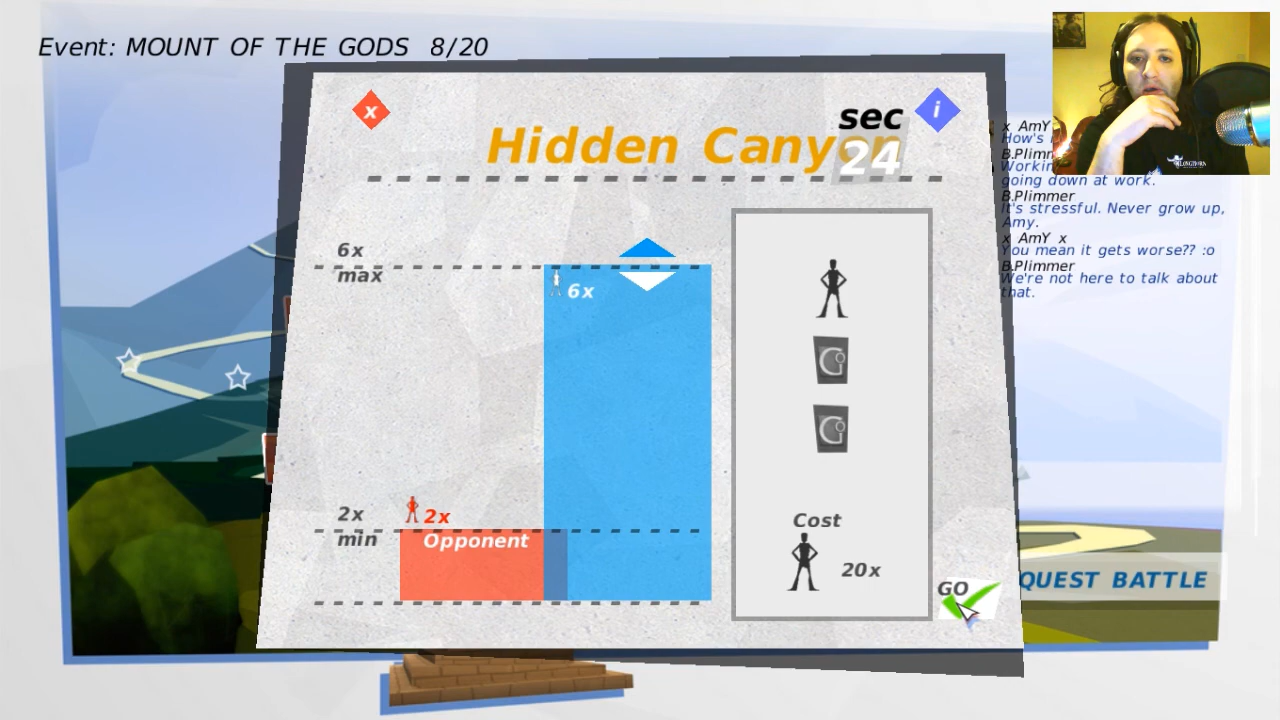 Event: MOUNT OF THE GODS 8/20
x
sec
i
Hidden Canyon
24
x AmY
How's
B.Plimm
Workin
going down at work.
B.Plimmer
It's stressful. Never grow up,
Amy.
x AmY x
You mean it gets worse?? :o
B.Plimmer
We're not here to talk about
that.
6x
max
6x
2x
min
2x
Opponent
G
G
Cost
20x
GO
QUEST BATTLE